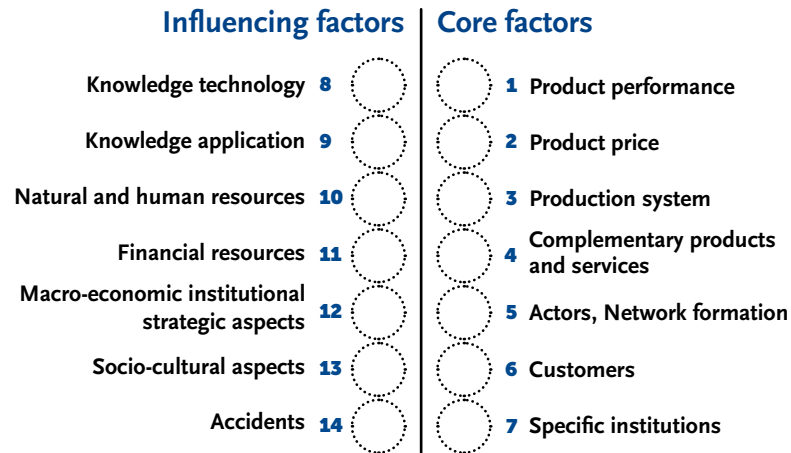 Influencing factors
Knowledge technology 8
Knowledge application 9
Natural and human resources 10
Financial resources 11
Macro-economic institutional
strategic aspects 12
Socio-cultural aspects 13
Accidents 14
Core factors
1 Product performance
2 Product price
3 Production system
4 Complementary products
and services
5 Actors, Network formation
6 Customers
7 Specific institutions